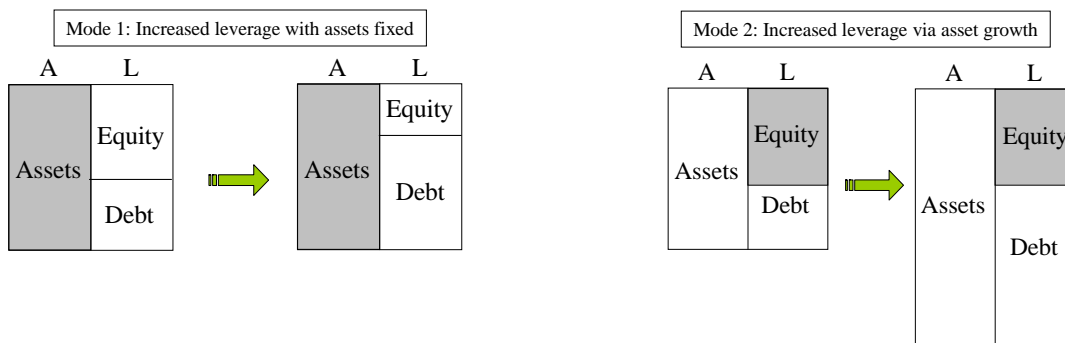 Mode 1: Increased leverage with assets fixed
A L
Assets
Equity
Debt
A L
Assets
Equity
Debt
Mode 2: Increased leverage via asset growth
A L
Assets
Equity
Debt
A L
Assets
Equity
Debt